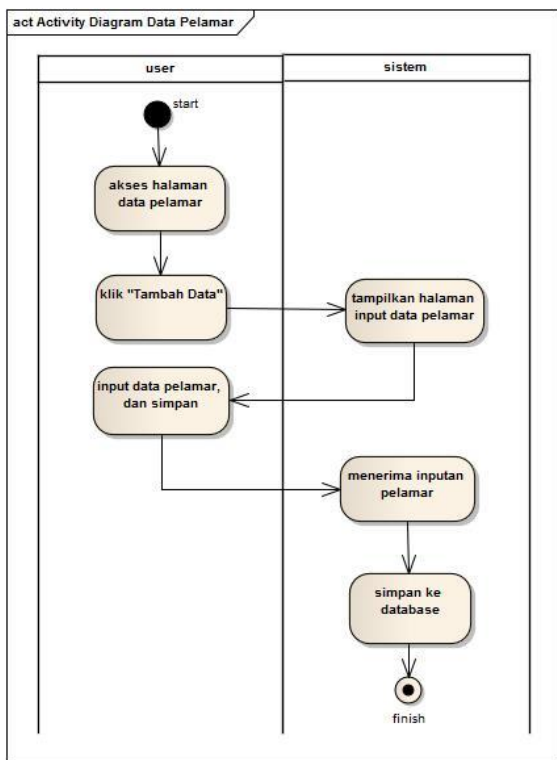 act Activity Diagram Data Pelamar
user
sistem
start
akses halaman
data pelamar
klik "Tambah Data"
tampilkan halaman
input data pelamar
input data pelamar,
dan simpan
menerima inputan
pelamar
simpan ke
database
finish